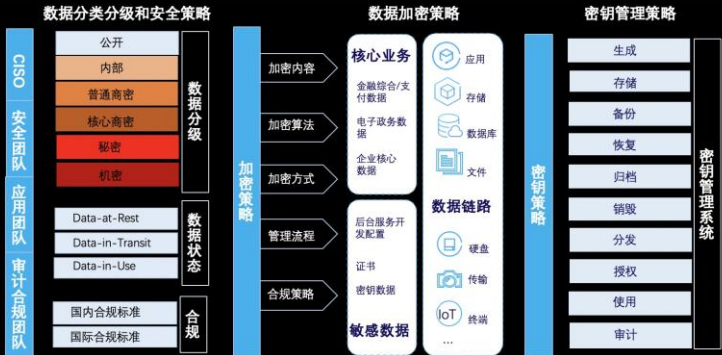 数据分类分级和安全策略
CISO
安全团队
应用团队
审计合规团队
公开
内部
普通商密
核心商密
秘密
机密
数据分级
Data-at-Rest
Data-in-Transit
Data-in-Use
数据状态
国内合规标准
国际合规标准
合规
数据加密策略
加密策略
加密内容
加密算法
加密方式
管理流程
合规策略
核心业务
金融综合/支
付数据
电子政务数
据
企业核心
数据
后台服务开
发配置
证书
密钥数据
敏感数据
应用
存储
数据库
文件
数据链路
硬盘
传输
IoT
终端
...
密钥管理策略
密钥策略
生成
存储
备份
恢复
归档
销毁
分发
授权
使用
审计
密钥管理系统